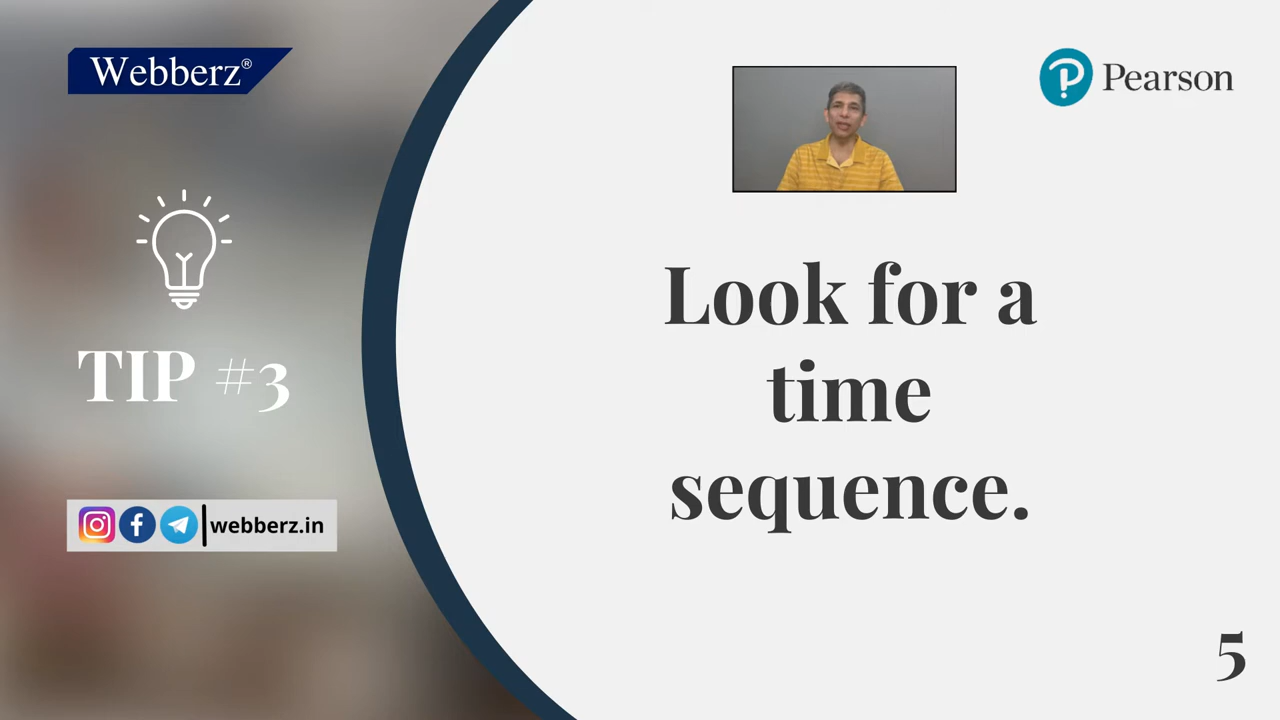 Webberz®
Pearson
TIP #3
Look for a
time
sequence.
webberz.in
5